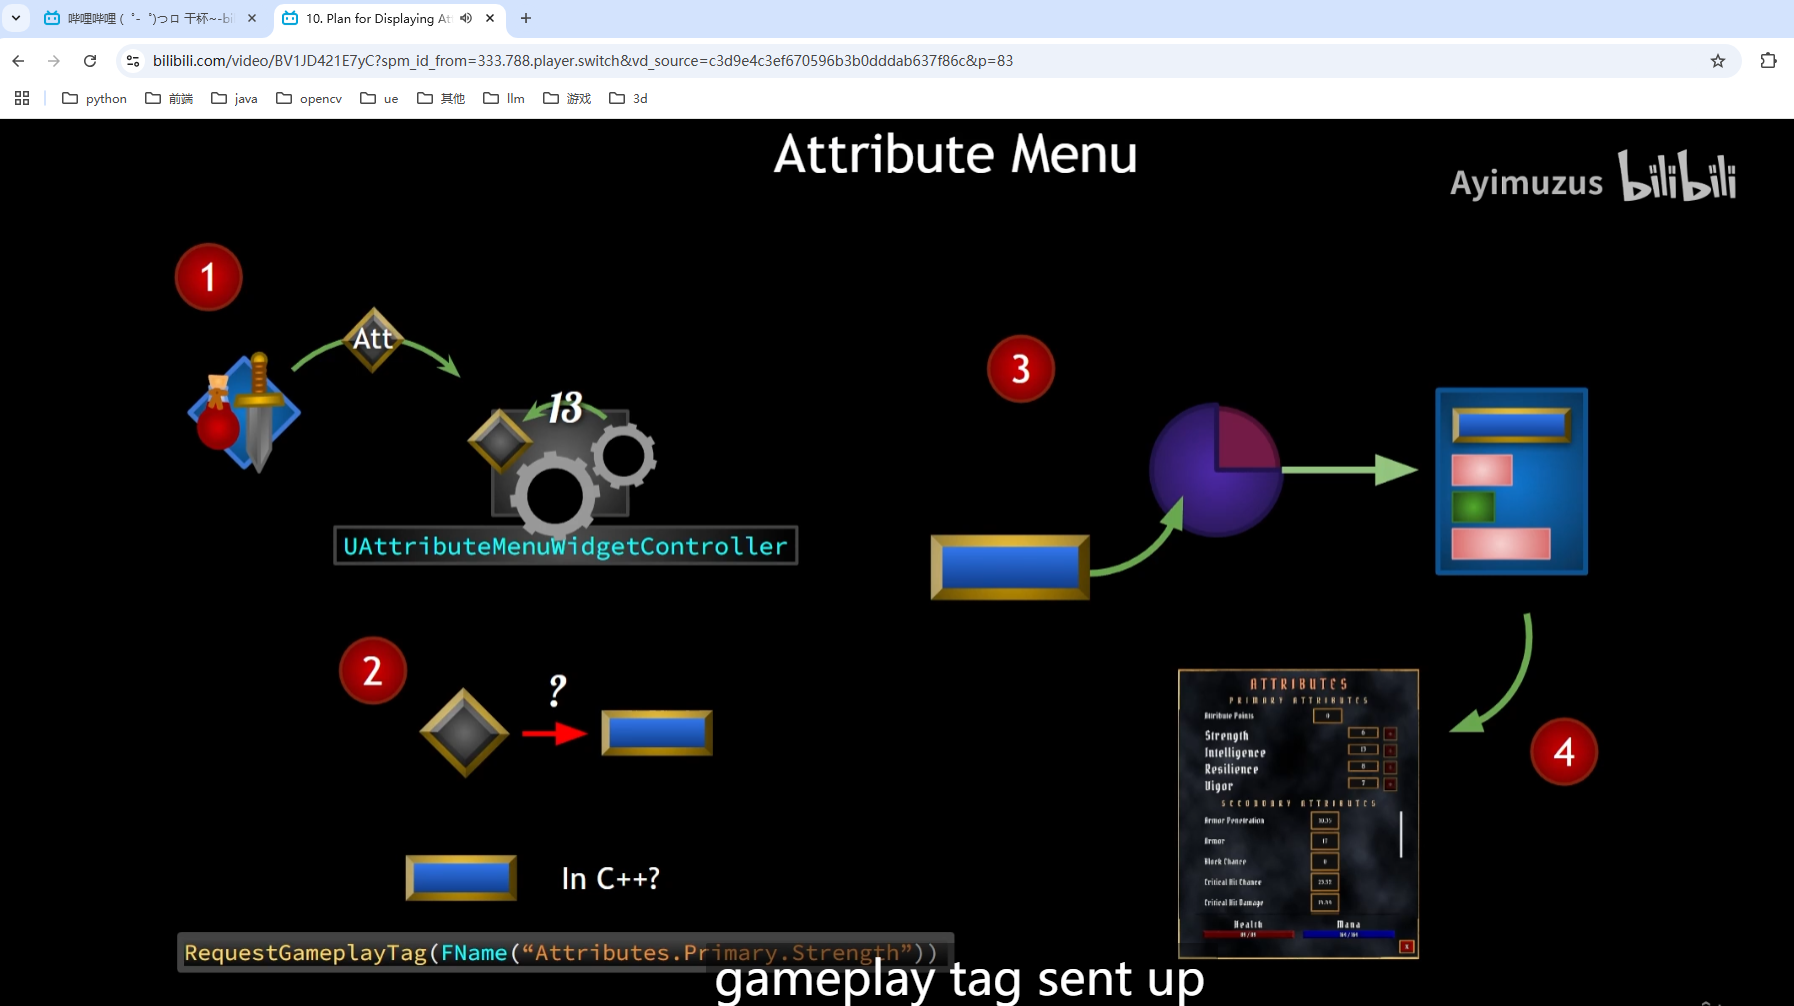 哔哩哔哩 ( ゜- ゜)つロ 干杯~-bi
10. Plan for Displaying At
bilibili.com/video/BV1JD421E7yC?spm_id_from=333.788.player.switch&vd_source=c3d9e4c3ef670596b3b0dddab637f86c&p=83
python
前端
java
opencv
ue
其他
llm
游戏
3d
Attribute Menu
Ayimuzus bilibili
1
Att
13
UAttributeMenuWidgetController
3
2
?
In C++?
RequestGameplayTag(FName(“Attributes.Primary.Strength”))
4
ATTRIBUTES
PRIMARY ATTRIBUTES
Attribute Points
Strength
Intelligence
Resilience
Vigor
SECONDARY ATTRIBUTES
Armor Penetration
Armor
Block Chance
Critical Hit Chance
Critical Hit Damage
Health
Mana
gameplay tag sent up